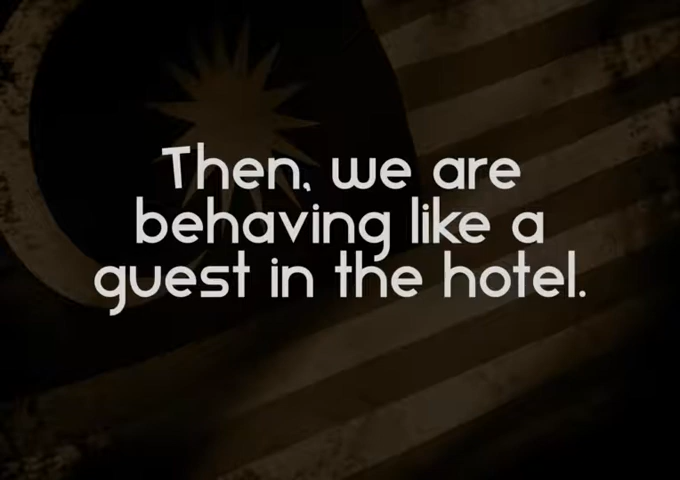 Then, we are
behaving like a
guest in the hotel.